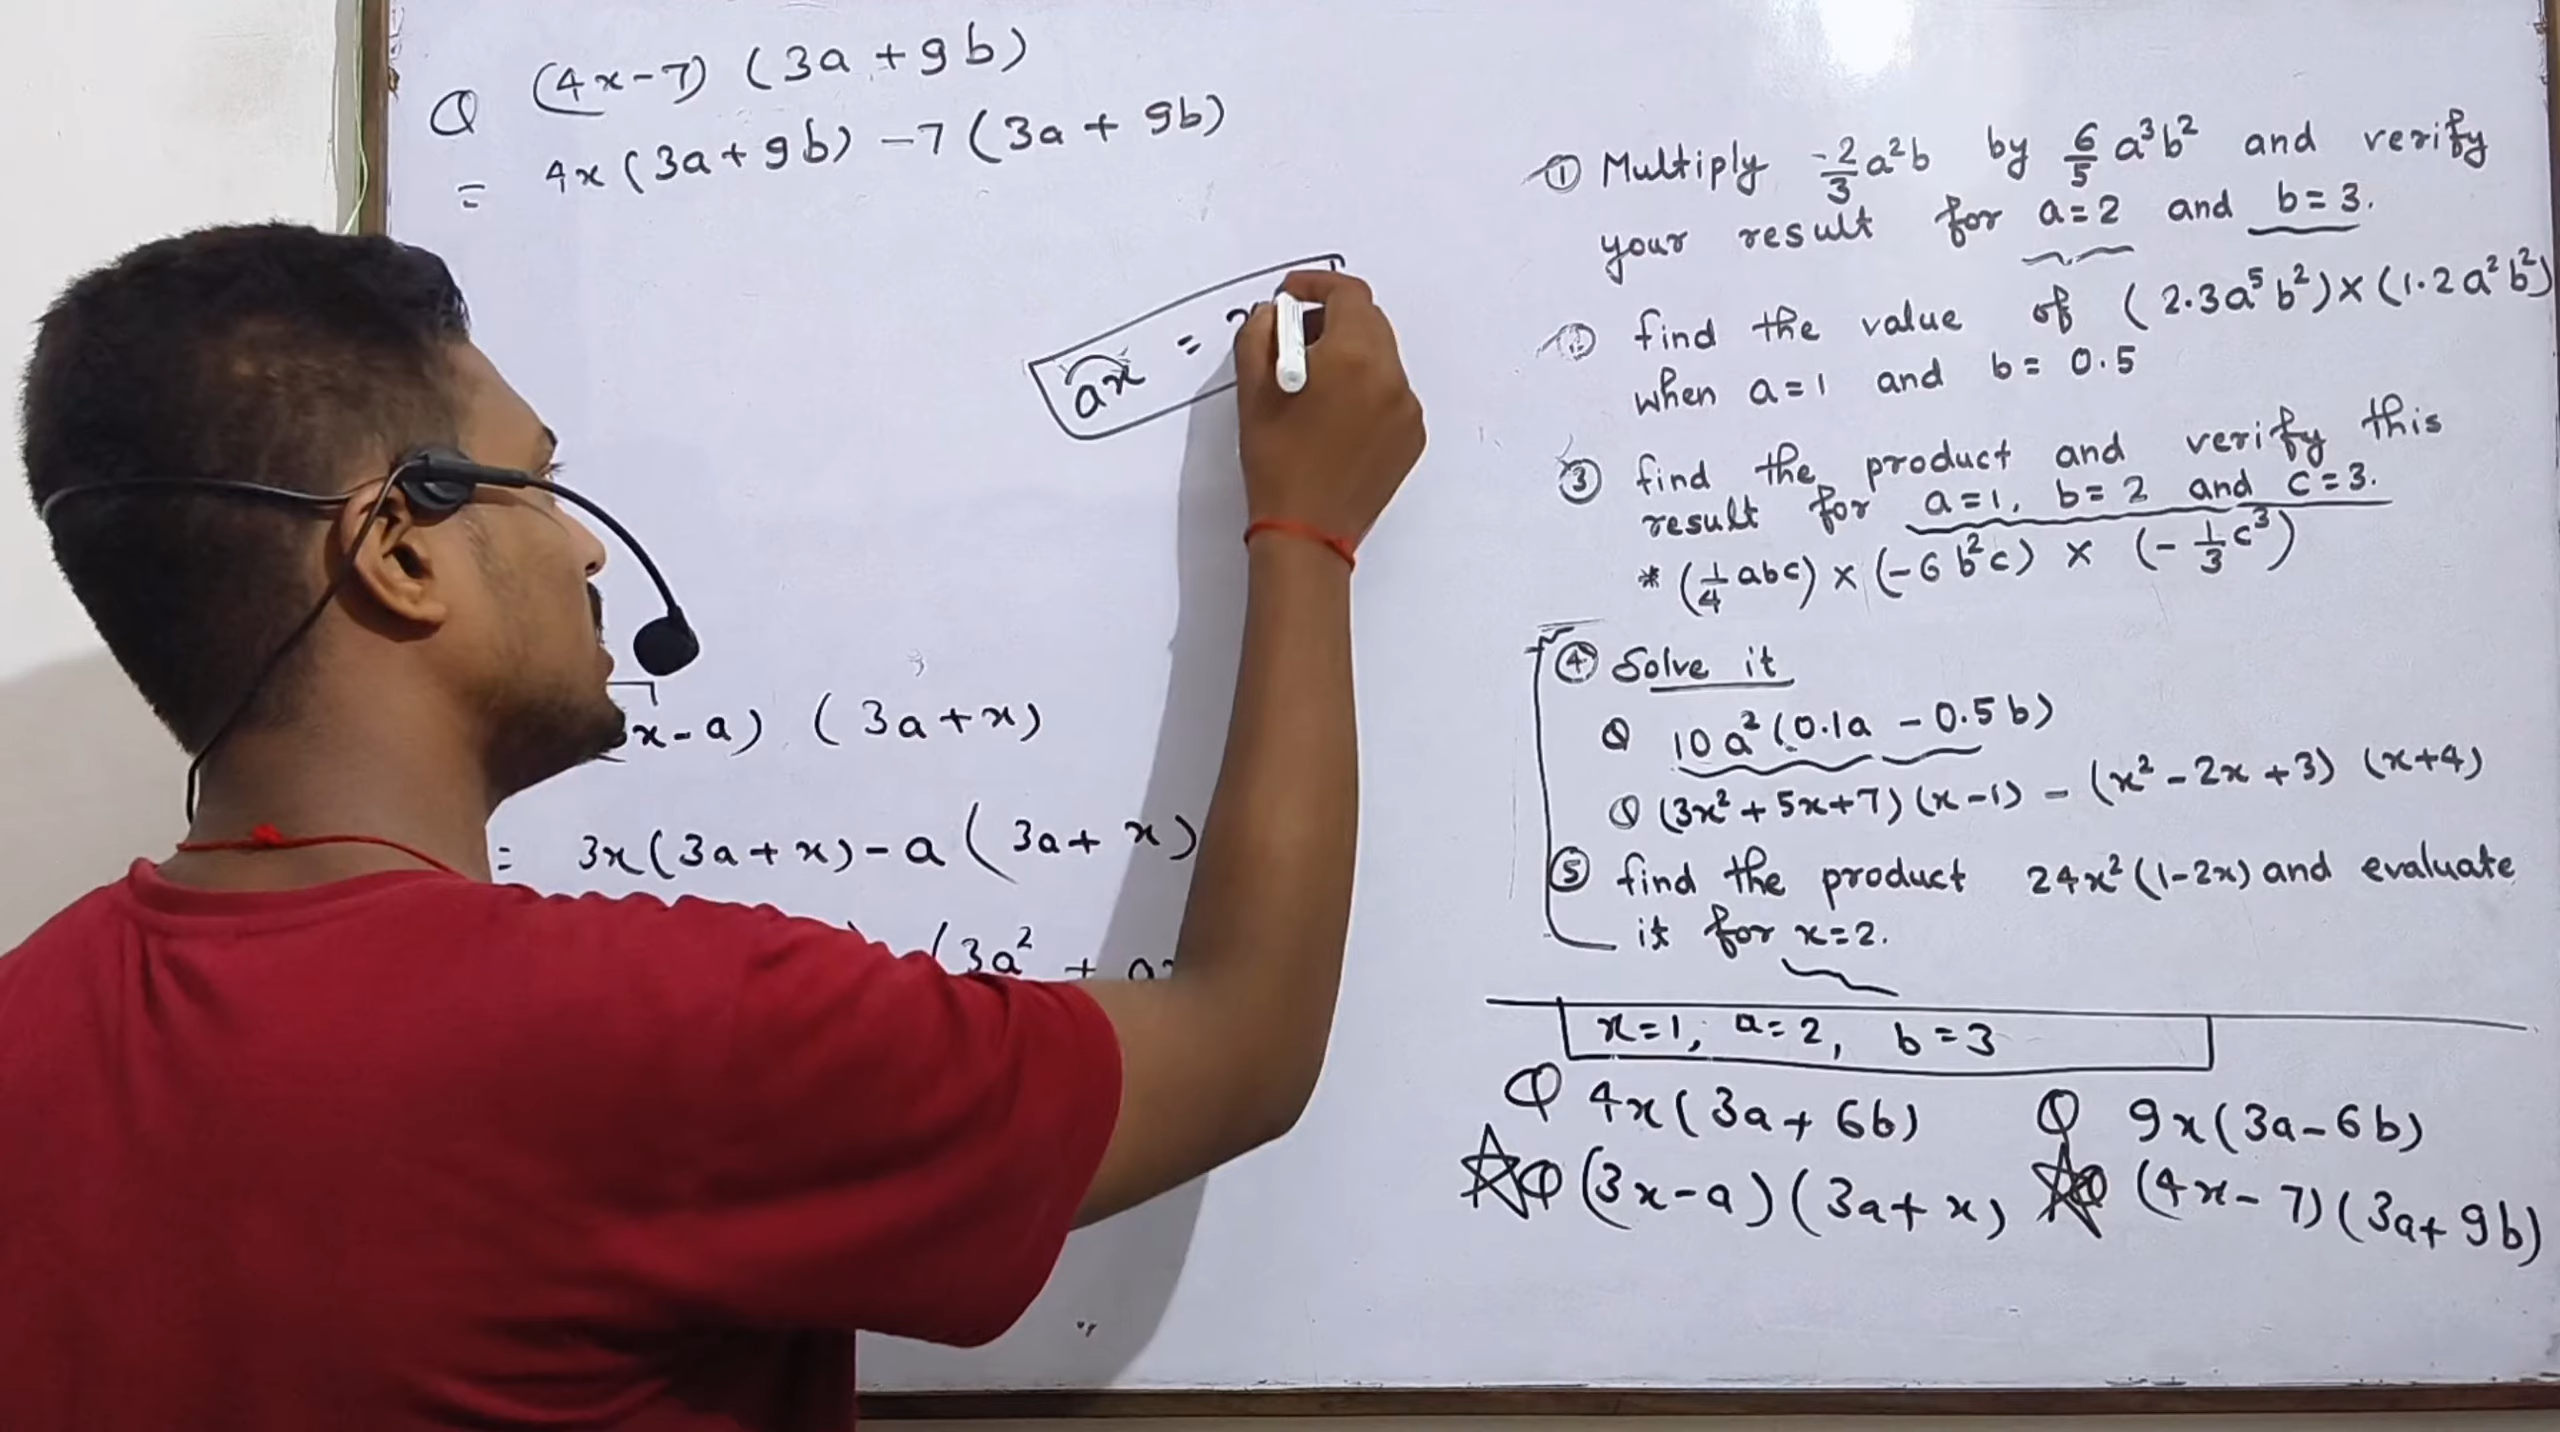 Q (4x-7) (3a+9b)
= 4x(3a+9b) -7(3a+9b)
ax =
x-a) (3a+x)
= 3x(3a+x)-a(3a+x)
(3a² +
① Multiply -2/3 a²b by 6/5 a³b² and verify
your result for a=2 and b=3.
② find the value of (2.3a⁵b²)×(1.2a²b²)
when a=1 and b=0.5
③ find the product and verify this
result for a=1, b=2 and c=3.
* (1/4 abc) × (-6b²c) × (-1/3 c³)
④ Solve it
Q 10a²(0.1a-0.5b)
Q (3x²+5x+7)(x-1)-(x²-2x+3)(x+4)
⑤ find the product 24x²(1-2x) and evaluate
it for x=2.
x=1, a=2, b=3
Q 4x(3a+6b) Q 9x(3a-6b)
Q (3x-a)(3a+x) Q (4x-7)(3a+9b)